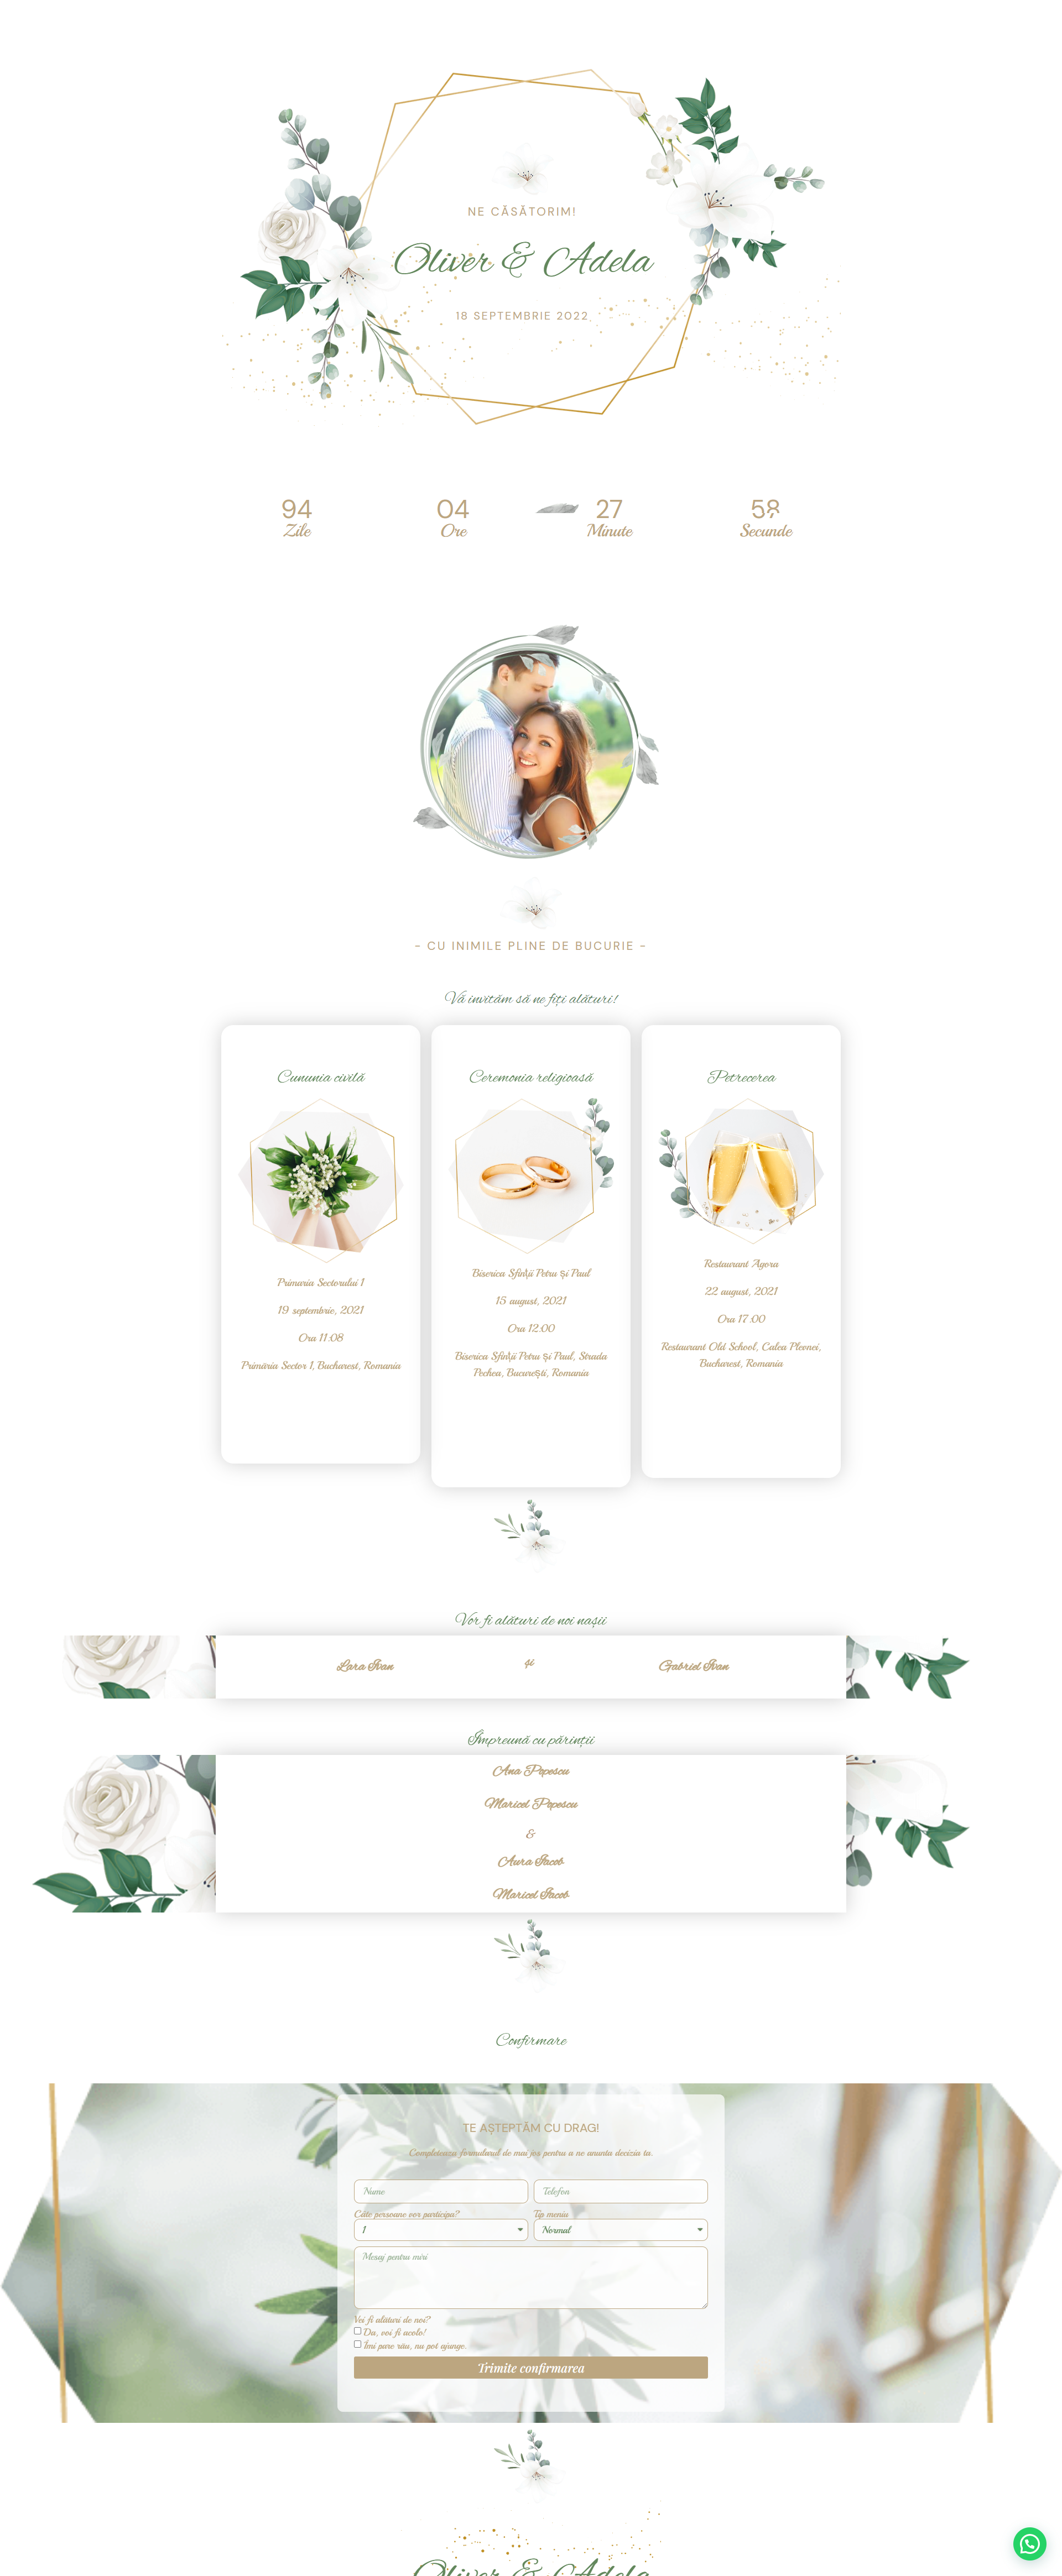 NE CĂSĂTORIM!
Oliver & Adela
18 SEPTEMBRIE 2022
94
Zile
04
Ore
27
Minute
58
Secunde
~ CU INIMILE PLINE DE BUCURIE ~
Vă invităm să ne fiți alături!
Cununia civilă
Primaria Sectorului 1
19 septembrie, 2021
Ora 11:08
Primăria Sector 1, Bucharest, Romania
Ceremonia religioasă
Biserica Sfinții Petru și Paul
15 august, 2021
Ora 12:00
Biserica Sfinții Petru și Paul, Strada
Pechea, București, Romania
Petrecerea
Restaurant Agora
22 august, 2021
Ora 17:00
Restaurant Old School, Calea Plevnei,
Bucharest, Romania
Vor fi alături de noi nașii
Lara Ivan
și
Gabriel Ivan
Împreună cu părinții
Ana Popescu
Maricel Popescu
&
Aura Iacob
Maricel Iacob
Confirmare
TE AȘTEPTĂM CU DRAG!
Completeaza formularul de mai jos pentru a ne anunta decizia ta.
Nume
Telefon
Câte persoane vor participa?
Tip meniu
1
Normal
Mesaj pentru miri
Vei fi alături de noi?
Da, voi fi acolo!
Îmi pare rău, nu pot ajunge.
Trimite confirmarea
Oliver & Adela